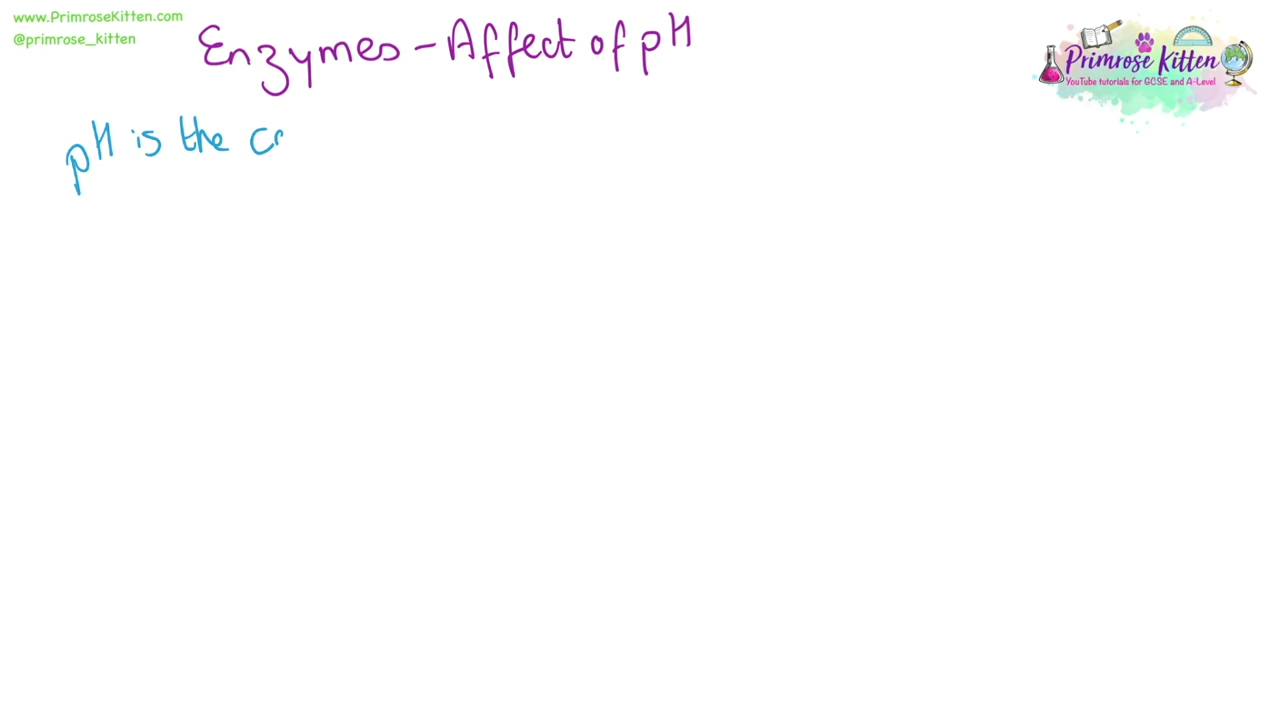 www.PrimroseKitten.com
@primrose_kitten
Enzymes - Affect of pH
Primrose Kitten
YouTube tutorials for GCSE and A-Level
pH is the